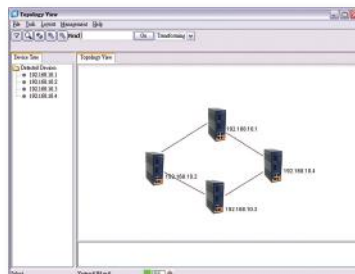 Topology View
File Task Layout Management Help
Find Go Transforming
Device Tree Topology View
Detected Devices
192.168.10.1
192.168.10.2
192.168.10.3
192.168.10.4
192.168.10.1
192.168.10.2
192.168.10.4
192.168.10.3